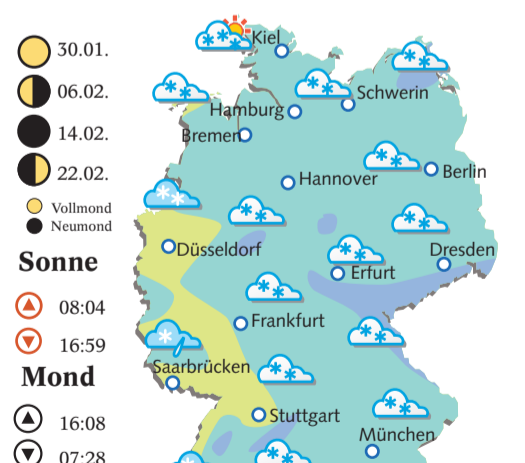 30.01.
06.02.
14.02.
22.02.
Vollmond
Neumond
Sonne
08:04
16:59
Mond
16:08
07:28
Kiel
Schwerin
Hamburg
Bremen
Berlin
Hannover
Düsseldorf
Dresden
Erfurt
Frankfurt
Saarbrücken
Stuttgart
München